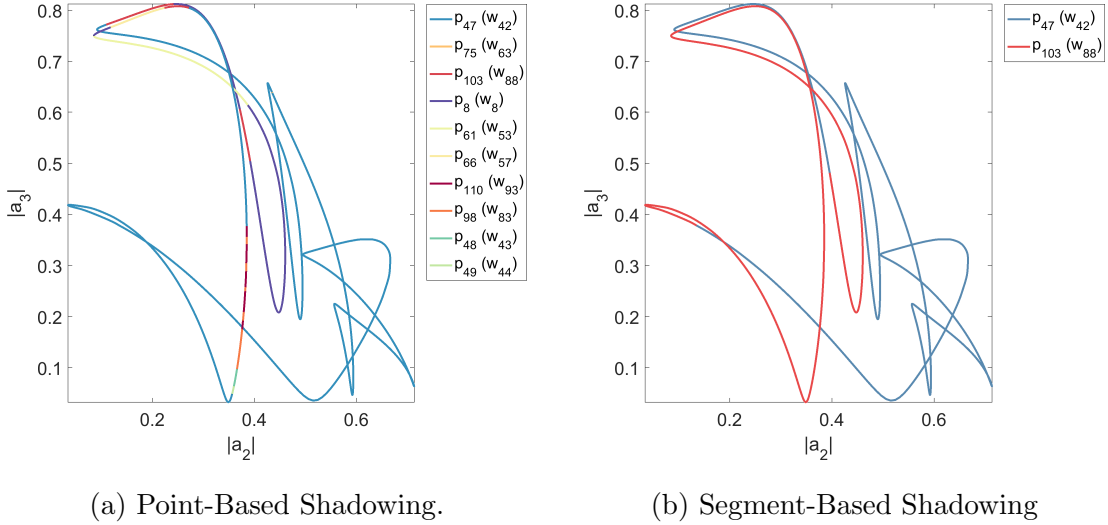 0.8
0.7
0.6
0.5
0.4
0.3
0.2
0.1
|a3|
0.2 0.4 0.6
|a2|
p47 (w42)
p75 (w63)
p103 (w88)
p8 (w8)
p61 (w53)
p66 (w57)
p110 (w93)
p98 (w83)
p48 (w43)
p49 (w44)
(a) Point-Based Shadowing.
0.8
0.7
0.6
0.5
0.4
0.3
0.2
0.1
|a3|
0.2 0.4 0.6
|a2|
p47 (w42)
p103 (w88)
(b) Segment-Based Shadowing